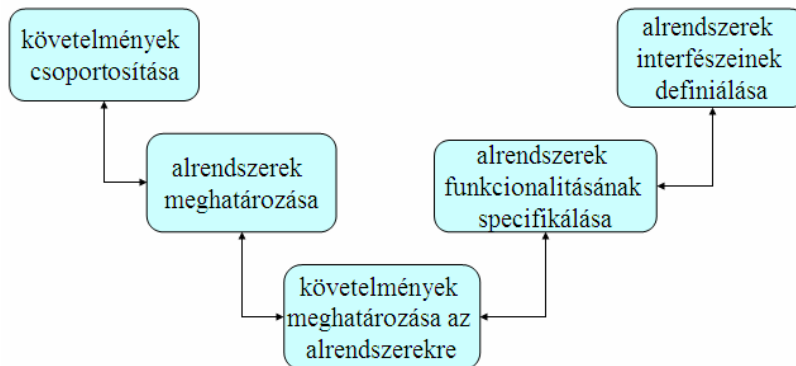 követelmények
csoportosítása
alrendszerek
meghatározása
követelmények
meghatározása az
alrendszerekre
alrendszerek
funkcionalitásának
specifikálása
alrendszerek
interfészeinek
definiálása